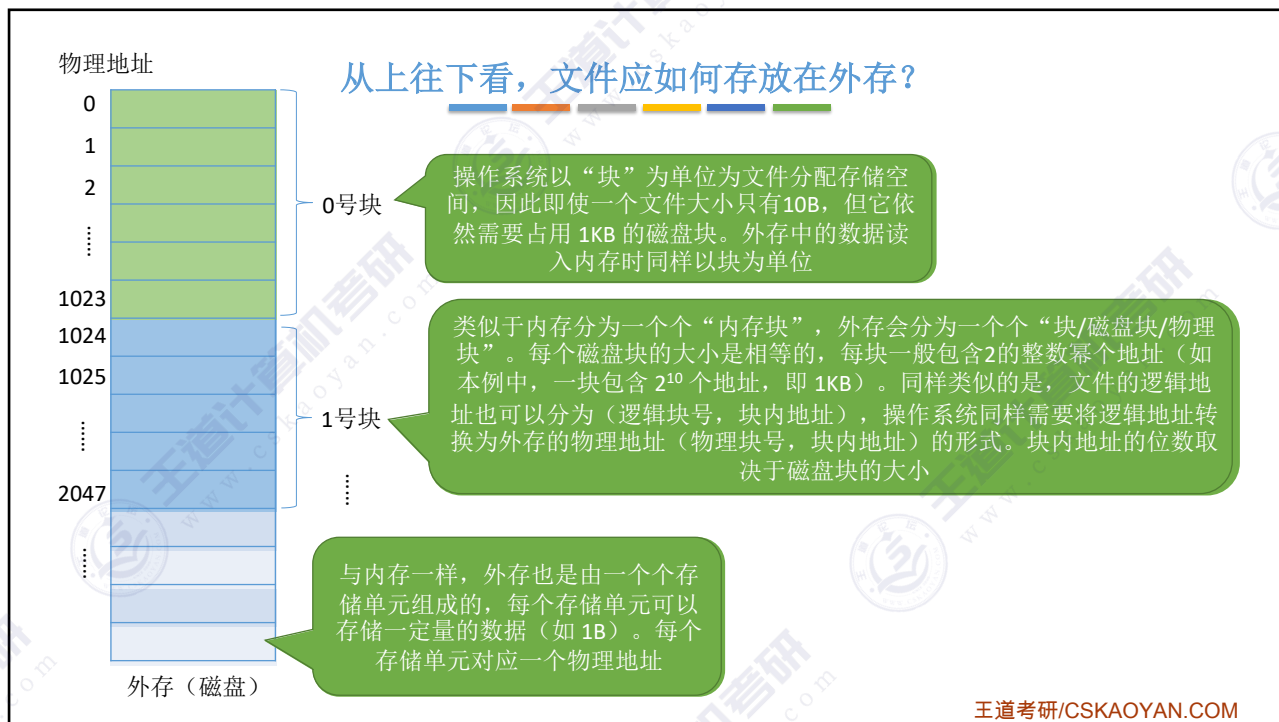 物理地址
从上往下看，文件应如何存放在外存？
0
1
2
……
1023
1024
1025
……
2047
……
0号块
操作系统以“块”为单位为文件分配存储空
间，因此即使一个文件大小只有10B，但它依
然需要占用 1KB 的磁盘块。外存中的数据读
入内存时同样以块为单位
1号块
……
类似于内存分为一个个“内存块”，外存会分为一个个“块/磁盘块/物理
块”。每个磁盘块的大小是相等的，每块一般包含2的整数幂个地址（如
本例中，一块包含 2¹⁰ 个地址，即 1KB）。同样类似的是，文件的逻辑地
址也可以分为（逻辑块号，块内地址），操作系统同样需要将逻辑地址转
换为外存的物理地址（物理块号，块内地址）的形式。块内地址的位数取
决于磁盘块的大小
与内存一样，外存也是由一个个存
储单元组成的，每个存储单元可以
存储一定量的数据（如 1B）。每个
存储单元对应一个物理地址
外存（磁盘）
王道考研/CSKAOYAN.COM
王道计算机考研
www.cskaoyan.com